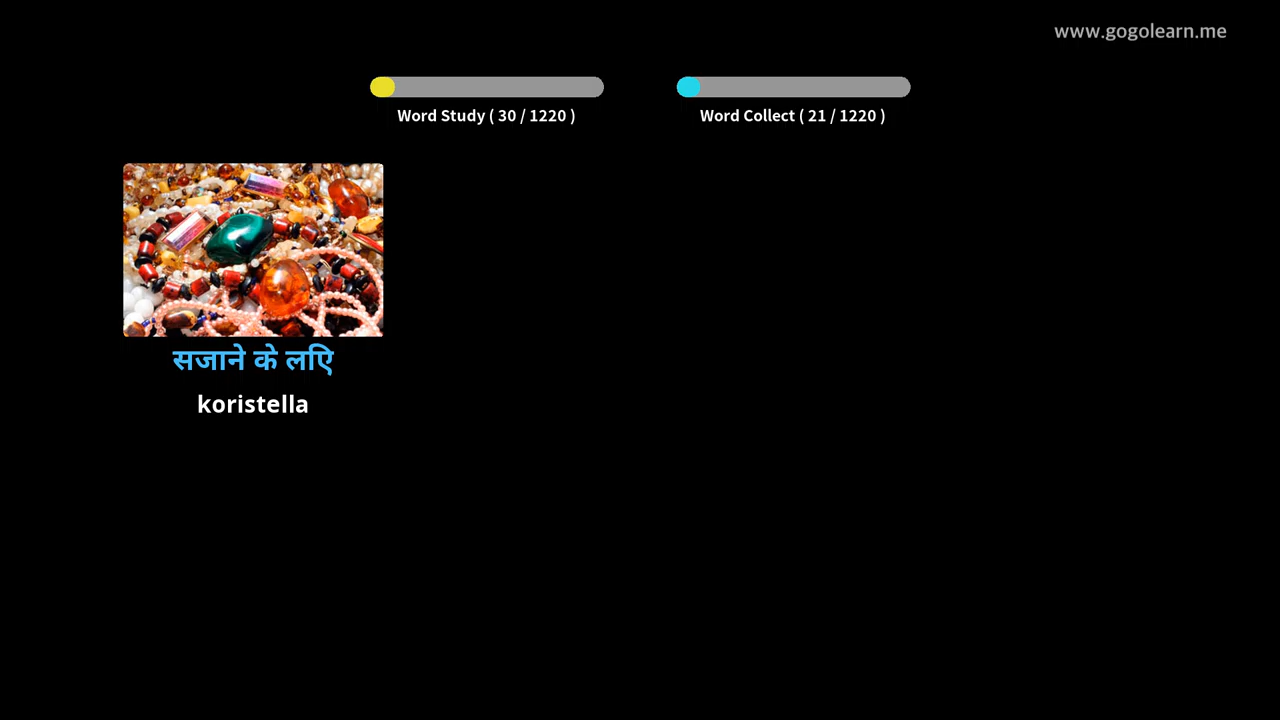 www.gogolearn.me
Word Study ( 30 / 1220 )
Word Collect ( 21 / 1220 )
सजाने के लिए
koristella